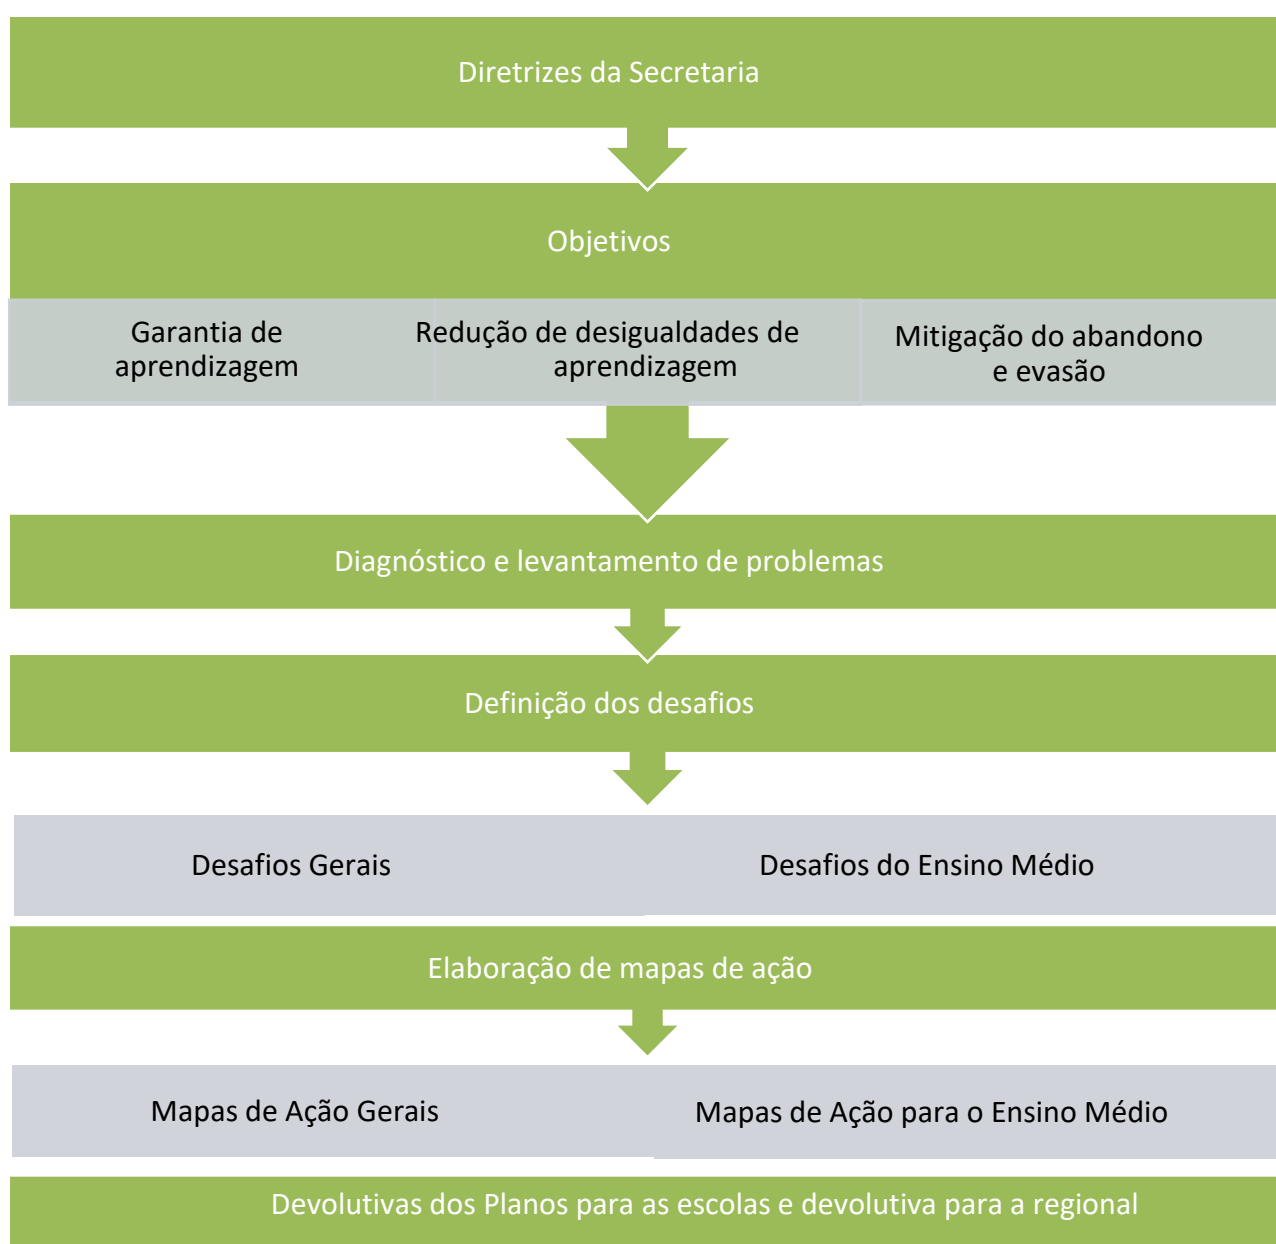 Diretrizes da Secretaria
Objetivos
Garantia de
aprendizagem
Redução de desigualdades de
aprendizagem
Mitigação do abandono
e evasão
Diagnóstico e levantamento de problemas
Definição dos desafios
Desafios Gerais
Desafios do Ensino Médio
Elaboração de mapas de ação
Mapas de Ação Gerais
Mapas de Ação para o Ensino Médio
Devolutivas dos Planos para as escolas e devolutiva para a regional